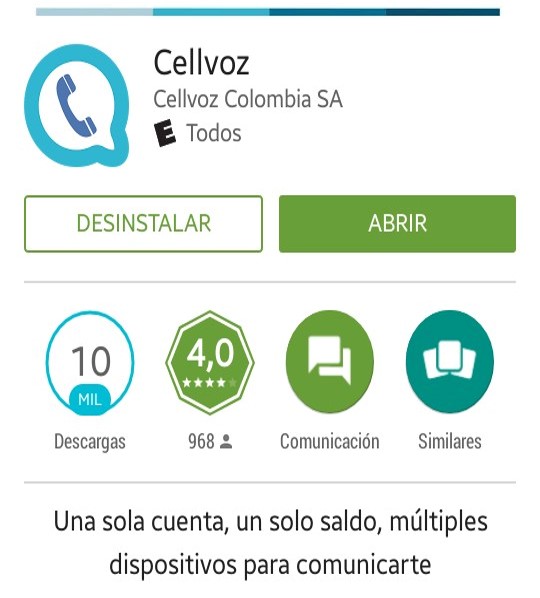 Cellvoz
Cellvoz Colombia SA
E Todos
DESINSTALAR
ABRIR
10
MIL
4,0
Descargas
968
Comunicación
Similares
Una sola cuenta, un solo saldo, múltiples
dispositivos para comunicarte